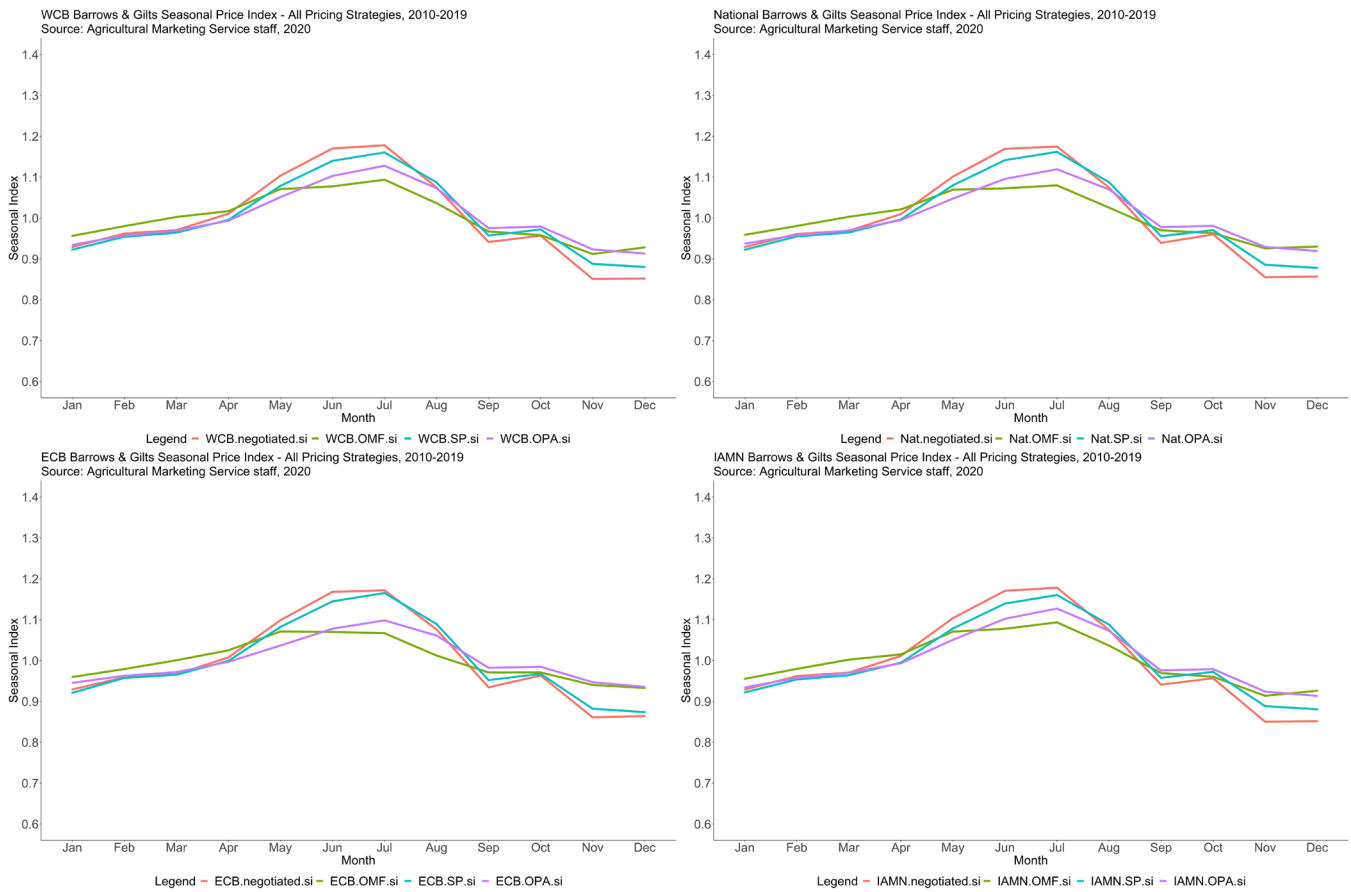 WCB Barrows & Gilts Seasonal Price Index - All Pricing Strategies, 2010-2019
Source: Agricultural Marketing Service staff, 2020
1.4
1.3
1.2
1.1
1.0
0.9
0.8
0.7
0.6
Seasonal Index
Jan Feb Mar Apr May Jun Jul Aug Sep Oct Nov Dec
Month
Legend WCB.negotiated.si WCB.OMF.si WCB.SP.si WCB.OPA.si
National Barrows & Gilts Seasonal Price Index - All Pricing Strategies, 2010-2019
Source: Agricultural Marketing Service staff, 2020
1.4
1.3
1.2
1.1
1.0
0.9
0.8
0.7
0.6
Seasonal Index
Jan Feb Mar Apr May Jun Jul Aug Sep Oct Nov Dec
Month
Legend Nat.negotiated.si Nat.OMF.si Nat.SP.si Nat.OPA.si
ECB Barrows & Gilts Seasonal Price Index - All Pricing Strategies, 2010-2019
Source: Agricultural Marketing Service staff, 2020
1.4
1.3
1.2
1.1
1.0
0.9
0.8
0.7
0.6
Seasonal Index
Jan Feb Mar Apr May Jun Jul Aug Sep Oct Nov Dec
Month
Legend ECB.negotiated.si ECB.OMF.si ECB.SP.si ECB.OPA.si
IAMN Barrows & Gilts Seasonal Price Index - All Pricing Strategies, 2010-2019
Source: Agricultural Marketing Service staff, 2020
1.4
1.3
1.2
1.1
1.0
0.9
0.8
0.7
0.6
Seasonal Index
Jan Feb Mar Apr May Jun Jul Aug Sep Oct Nov Dec
Month
Legend IAMN.negotiated.si IAMN.OMF.si IAMN.SP.si IAMN.OPA.si